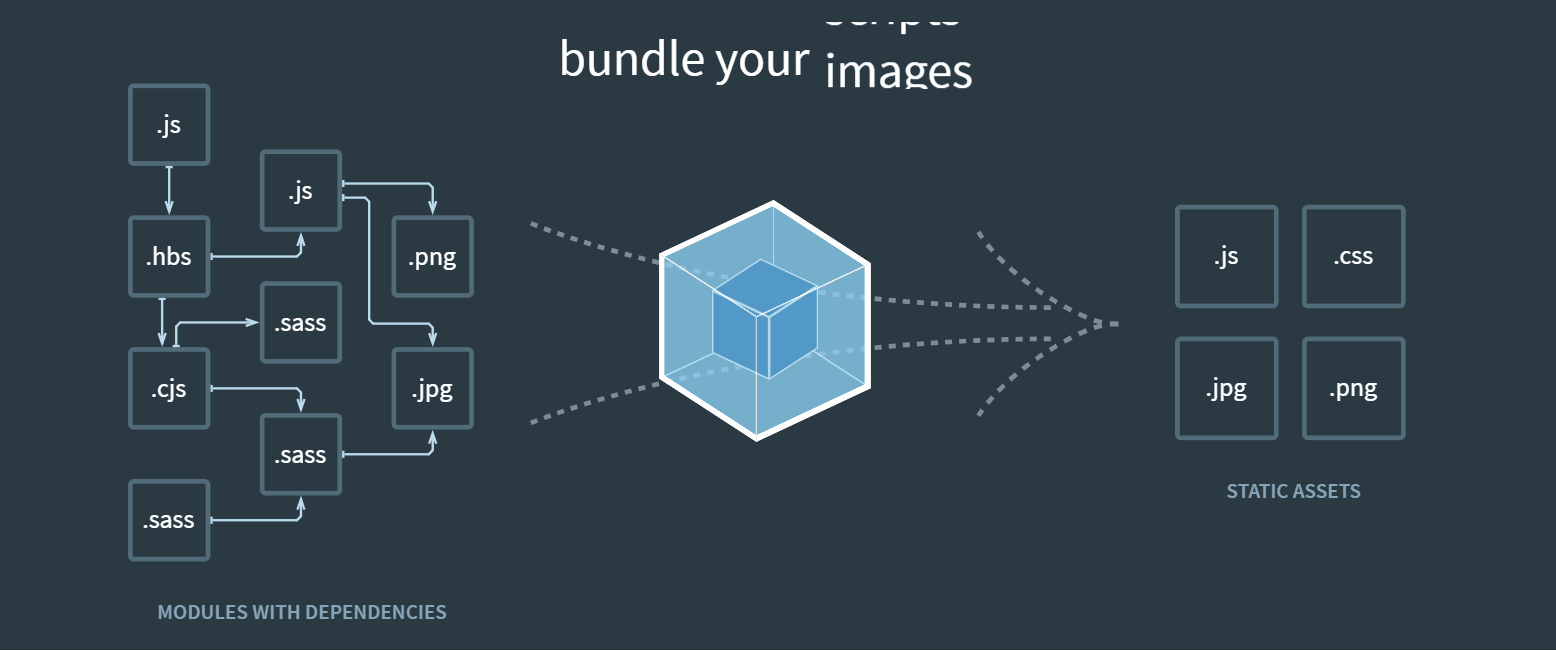 bundle your
scripts
images
.js
.js
.hbs
.png
.sass
.cjs
.jpg
.sass
.sass
MODULES WITH DEPENDENCIES
.js
.css
.jpg
.png
STATIC ASSETS